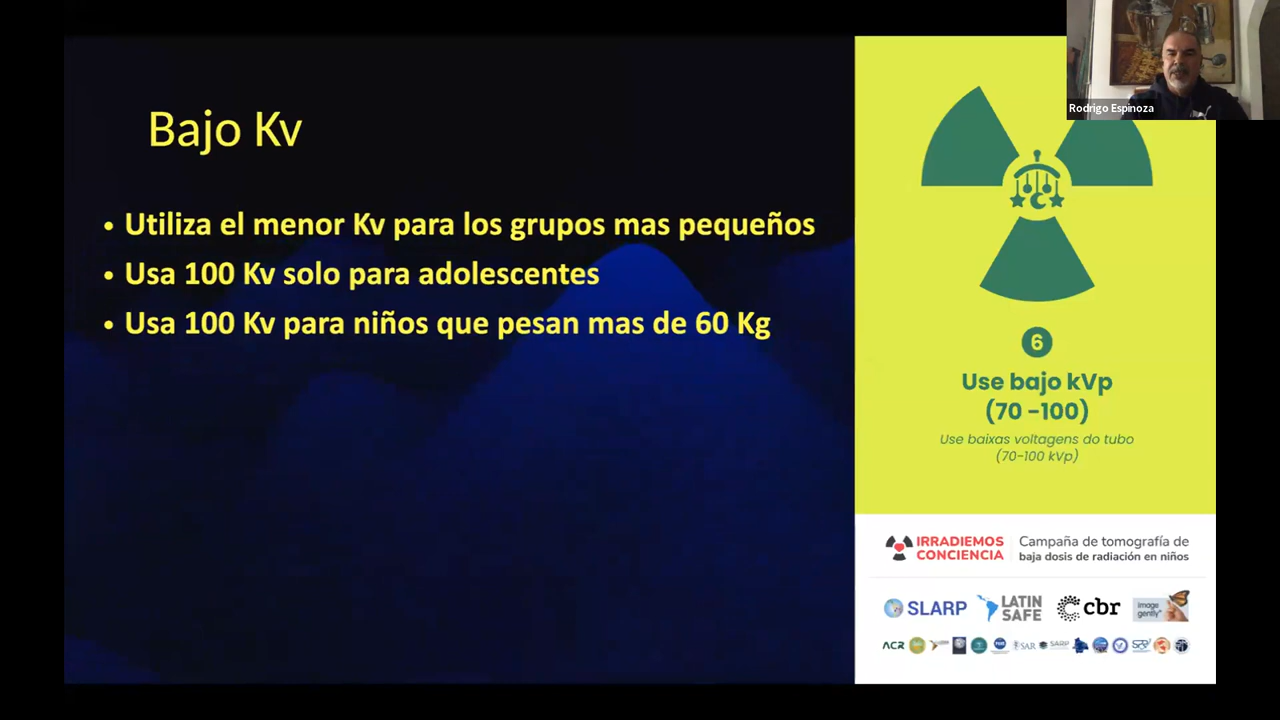 Bajo Kv
• Utiliza el menor Kv para los grupos mas pequeños
• Usa 100 Kv solo para adolescentes
• Usa 100 Kv para niños que pesan mas de 60 Kg
Rodrigo Espinoza
6
Use bajo kVp
(70 -100)
Use baixas voltagens do tubo
(70-100 kVp)
IRRADIEMOS
CONCIENCIA
Campaña de tomografía de
baja dosis de radiación en niños
SLARP
LATIN
SAFE
cbr
image
gently
ACR
SAR
SARP